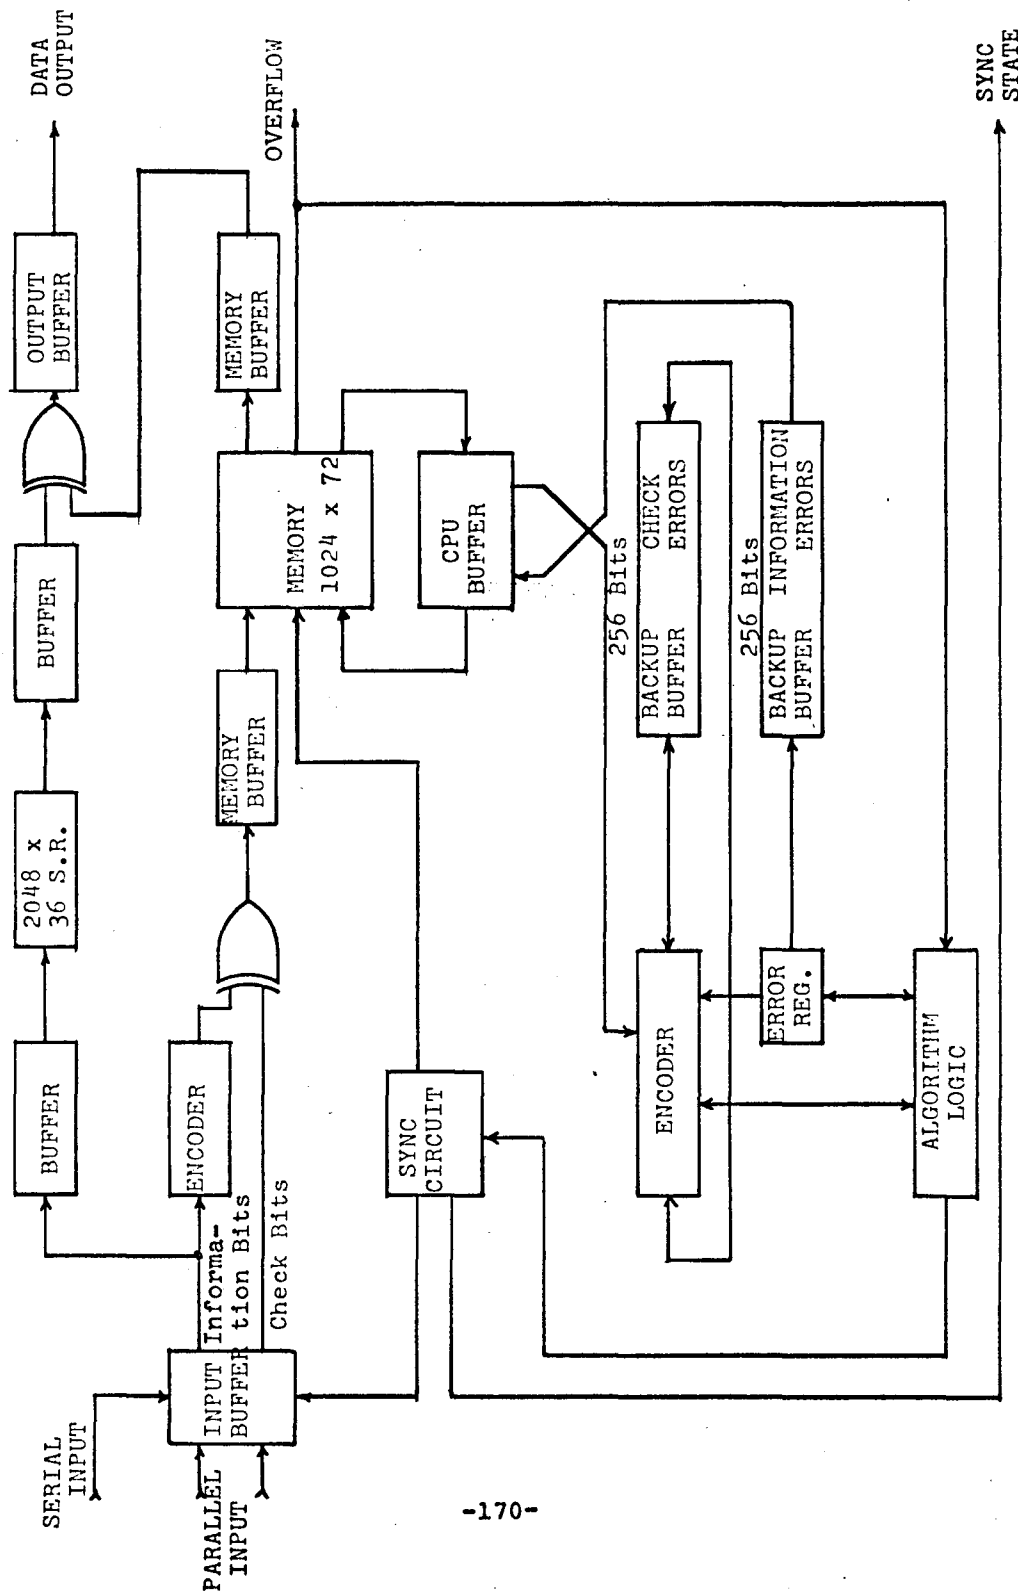 SERIAL
INPUT
PARALLEL
INPUT
INPUT
BUFFER
Informa-
tion Bits
Check Bits
BUFFER
2048 x
36 S.R.
BUFFER
OUTPUT
BUFFER
DATA
OUTPUT
ENCODER
MEMORY
BUFFER
MEMORY
1024 x 72
MEMORY
BUFFER
OVERFLOW
SYNC
CIRCUIT
CPU
BUFFER
256 Bits
ENCODER
BACKUP CHECK
BUFFER ERRORS
256 Bits
ERROR
REG.
BACKUP INFORMATION
BUFFER ERRORS
ALGORITHM
LOGIC
SYNC
STATE
-170-